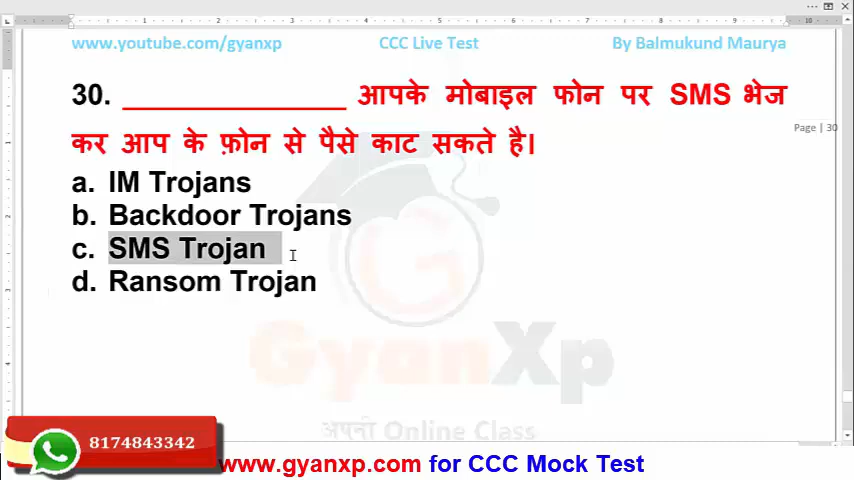 www.youtube.com/gyanxp CCC Live Test By Balmukund Maurya
30. ______________ आपके मोबाइल फोन पर SMS भेज
Page | 30
कर आप के फ़ोन से पैसे काट सकते है।
a. IM Trojans
b. Backdoor Trojans
c. SMS Trojan
d. Ransom Trojan
GyanXp
अपनी Online Class
8174843342
www.gyanxp.com for CCC Mock Test